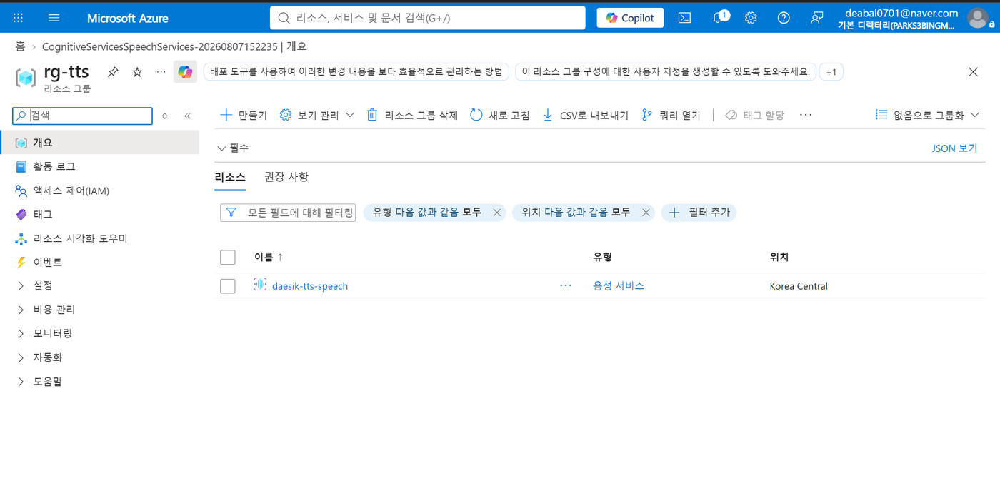 Microsoft Azure
리소스, 서비스 및 문서 검색(G+/)
Copilot
1
deabal0701@naver.com
기본 디렉터리(PARKS3BINGM...
홈 > CognitiveServicesSpeechServices-20260807152235 | 개요
rg-tts
리소스 그룹
배포 도구를 사용하여 이러한 변경 내용을 보다 효율적으로 관리하는 방법
이 리소스 그룹 구성에 대한 사용자 지정을 생성할 수 있도록 도와주세요.
+1
검색
만들기
보기 관리
리소스 그룹 삭제
새로 고침
CSV로 내보내기
쿼리 열기
태그 할당
없음으로 그룹화
개요
활동 로그
액세스 제어(IAM)
태그
리소스 시각화 도우미
이벤트
설정
비용 관리
모니터링
자동화
도움말
필수
JSON 보기
리소스
권장 사항
모든 필드에 대해 필터링
유형 다음 값과 같음 모두
위치 다음 값과 같음 모두
필터 추가
이름 ↑ 유형 위치
daesik-tts-speech ... 음성 서비스 Korea Central